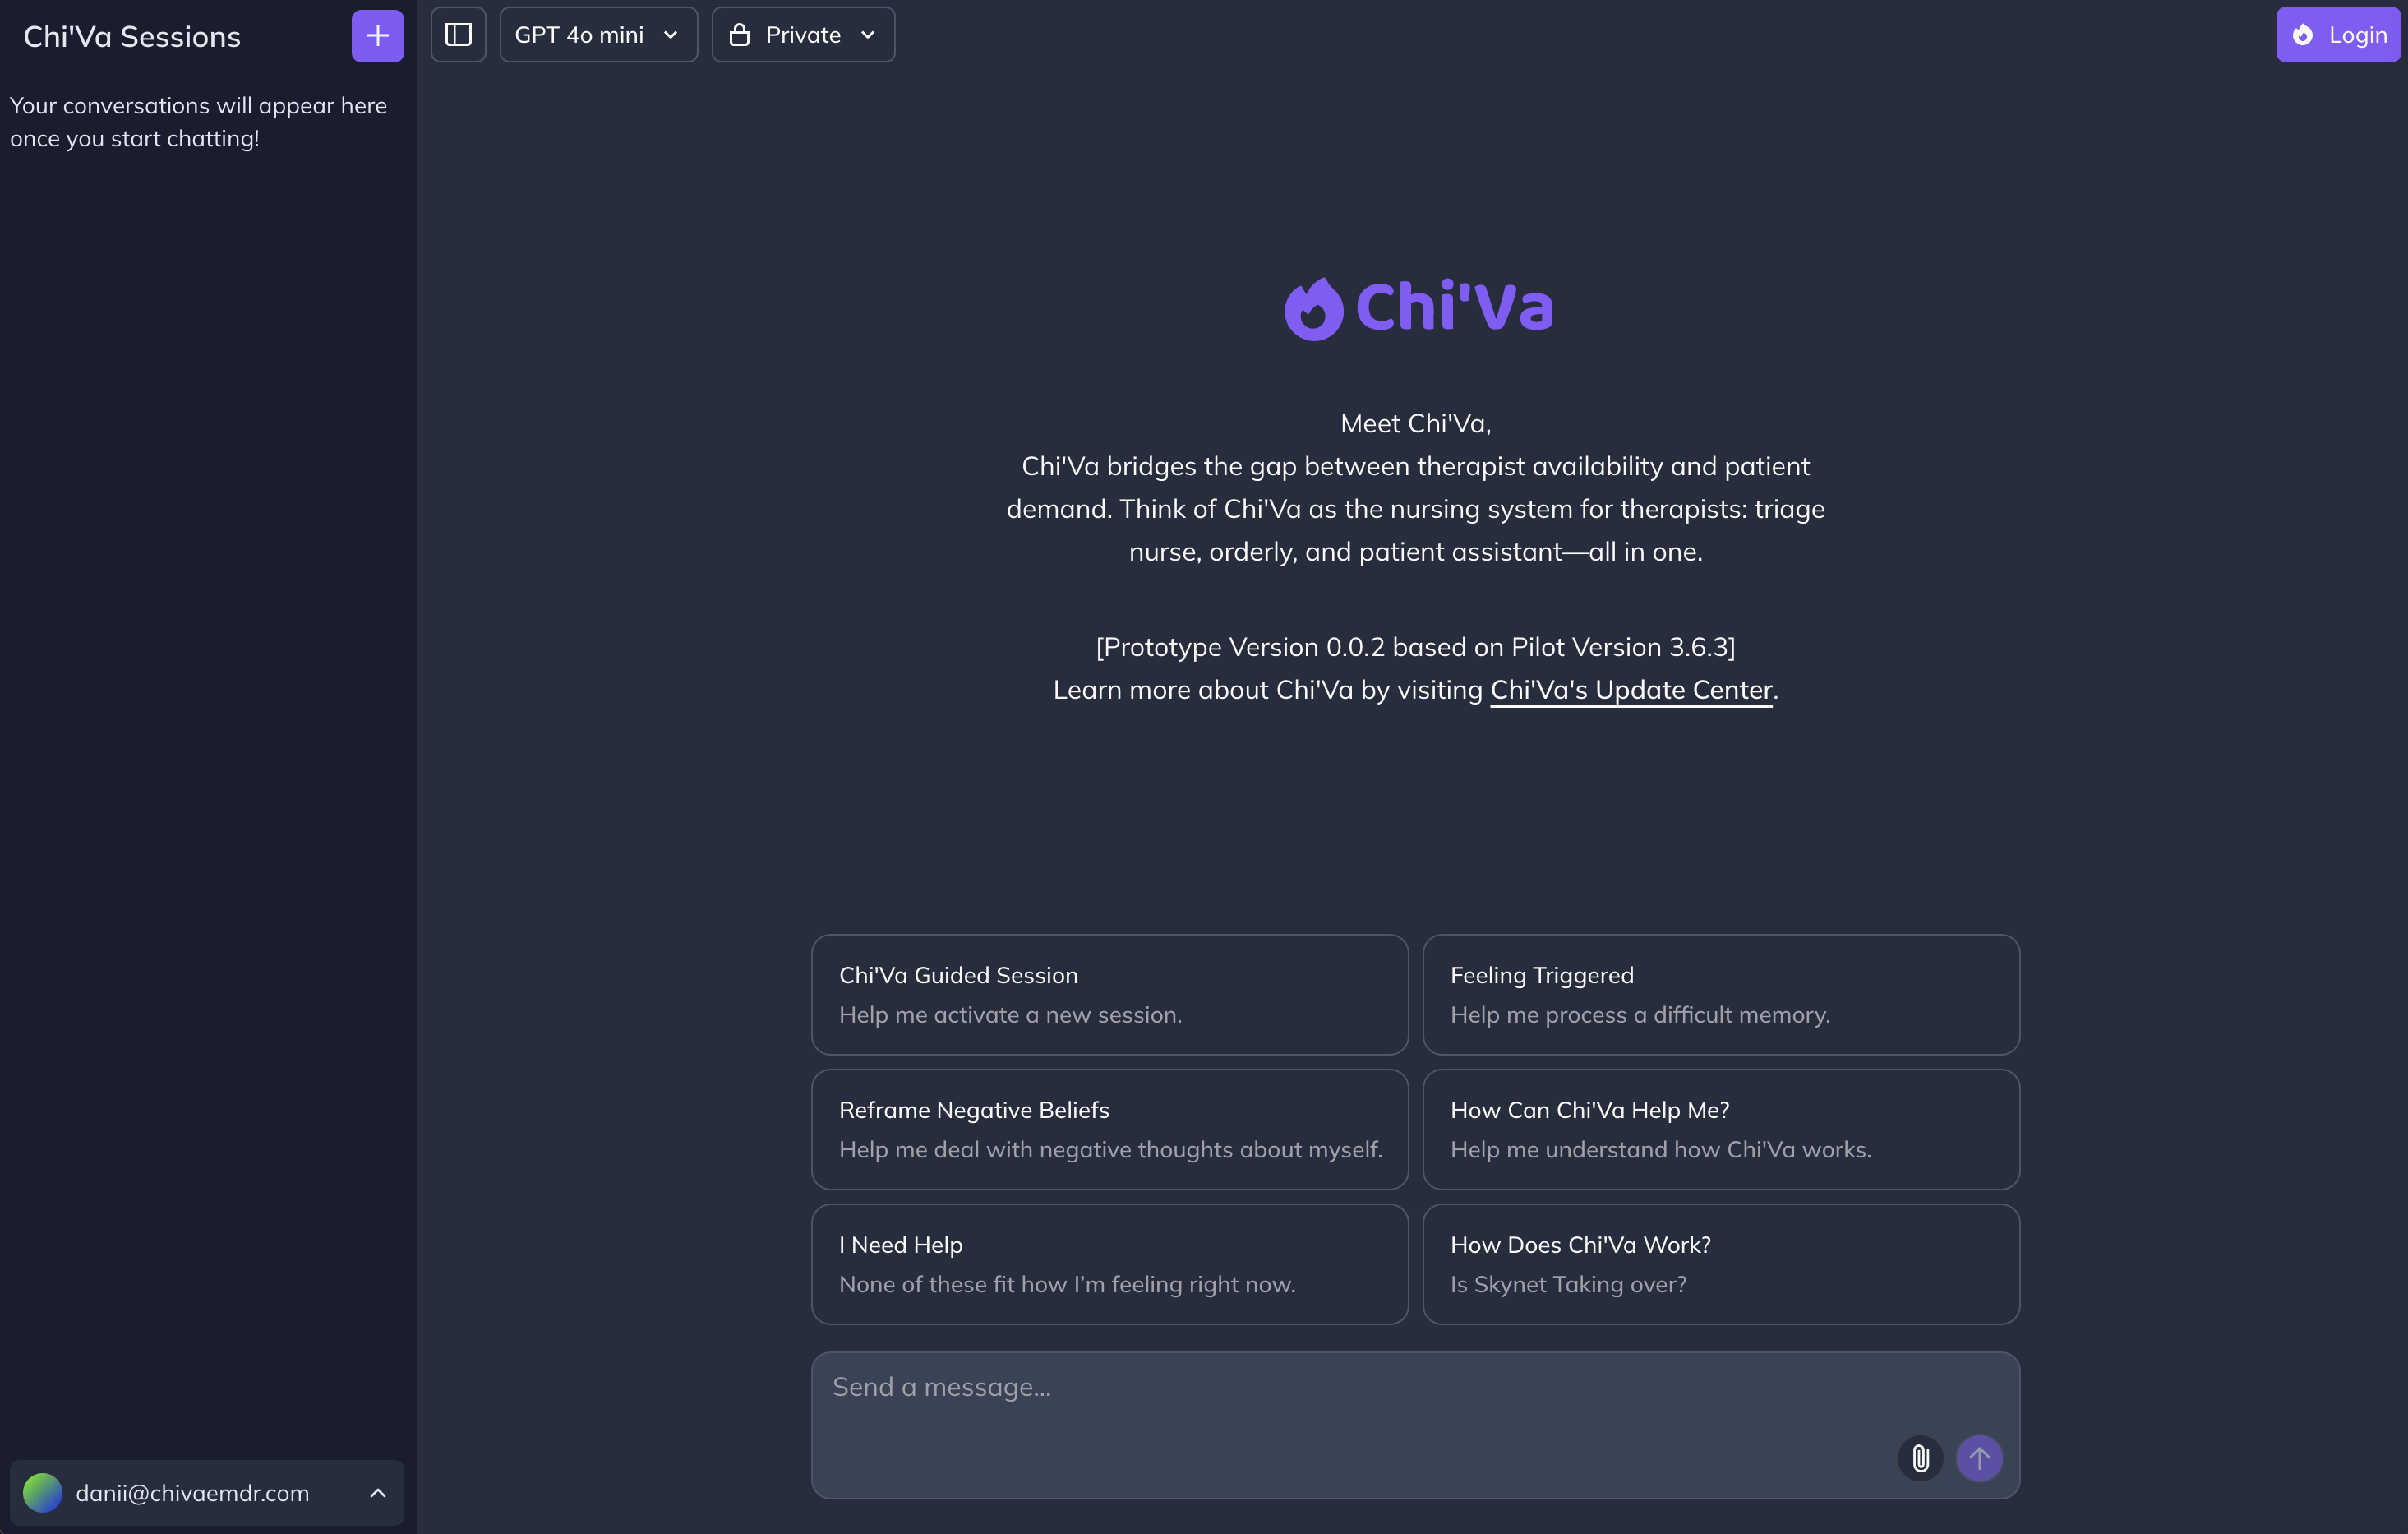 Chi'Va Sessions
GPT 4o mini
Private
Login
Your conversations will appear here
once you start chatting!
Chi'Va
Meet Chi'Va,
Chi'Va bridges the gap between therapist availability and patient
demand. Think of Chi'Va as the nursing system for therapists: triage
nurse, orderly, and patient assistant—all in one.
[Prototype Version 0.0.2 based on Pilot Version 3.6.3]
Learn more about Chi'Va by visiting Chi'Va's Update Center.
Chi'Va Guided Session
Help me activate a new session.
Feeling Triggered
Help me process a difficult memory.
Reframe Negative Beliefs
Help me deal with negative thoughts about myself.
How Can Chi'Va Help Me?
Help me understand how Chi'Va works.
I Need Help
None of these fit how I’m feeling right now.
How Does Chi'Va Work?
Is Skynet Taking over?
Send a message...
danii@chivaemdr.com